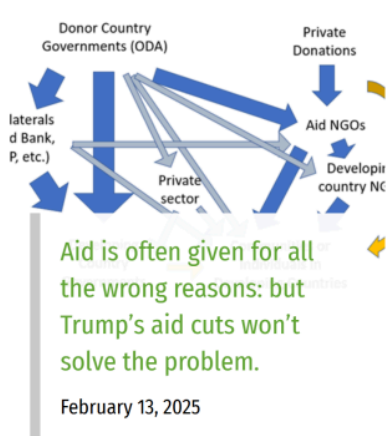 Donor Country
Governments (ODA)
Private
Donations
laterals
d Bank,
P, etc.)
Aid NGOs
Private
sector
Developin
country NG
Aid is often given for all
the wrong reasons: but
Trump's aid cuts won't
solve the problem.
February 13, 2025